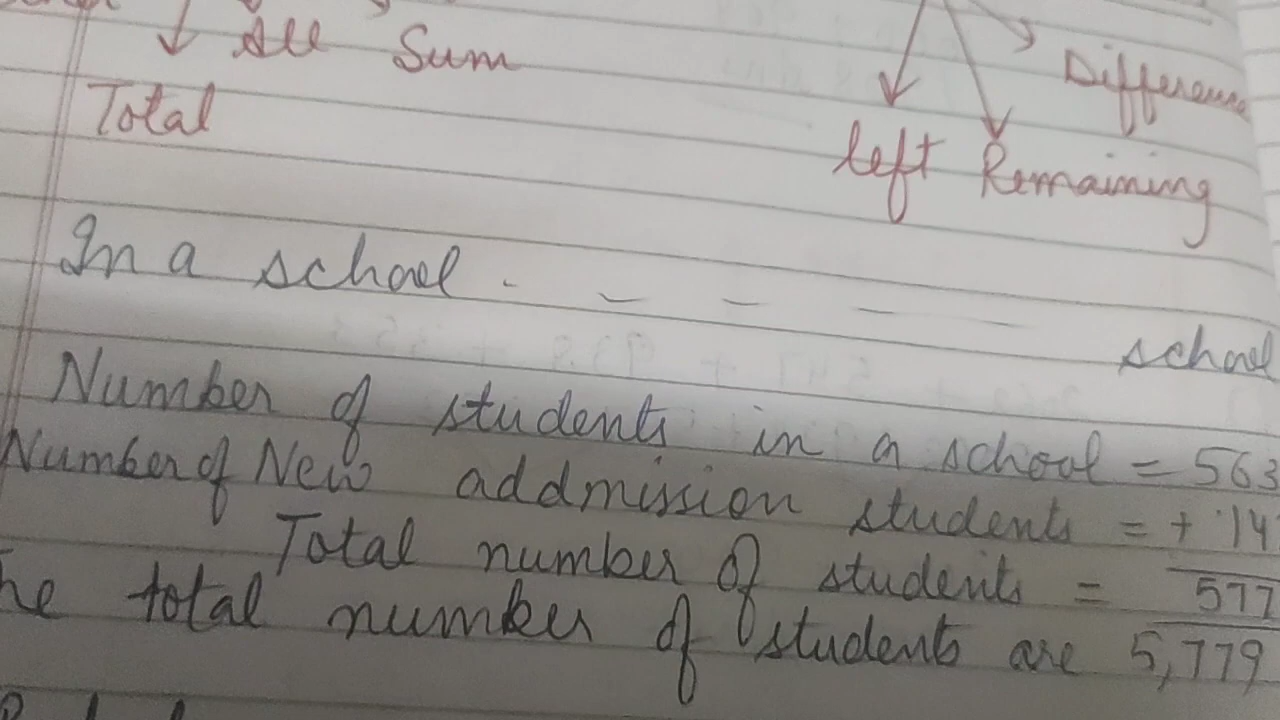 All Sum
Difference
Total
left Remaining
In a school - - - -
school
Number of students in a school = 563
Number of New addmission students = + 14
Total number of students = 577
he total number of students are 5,779